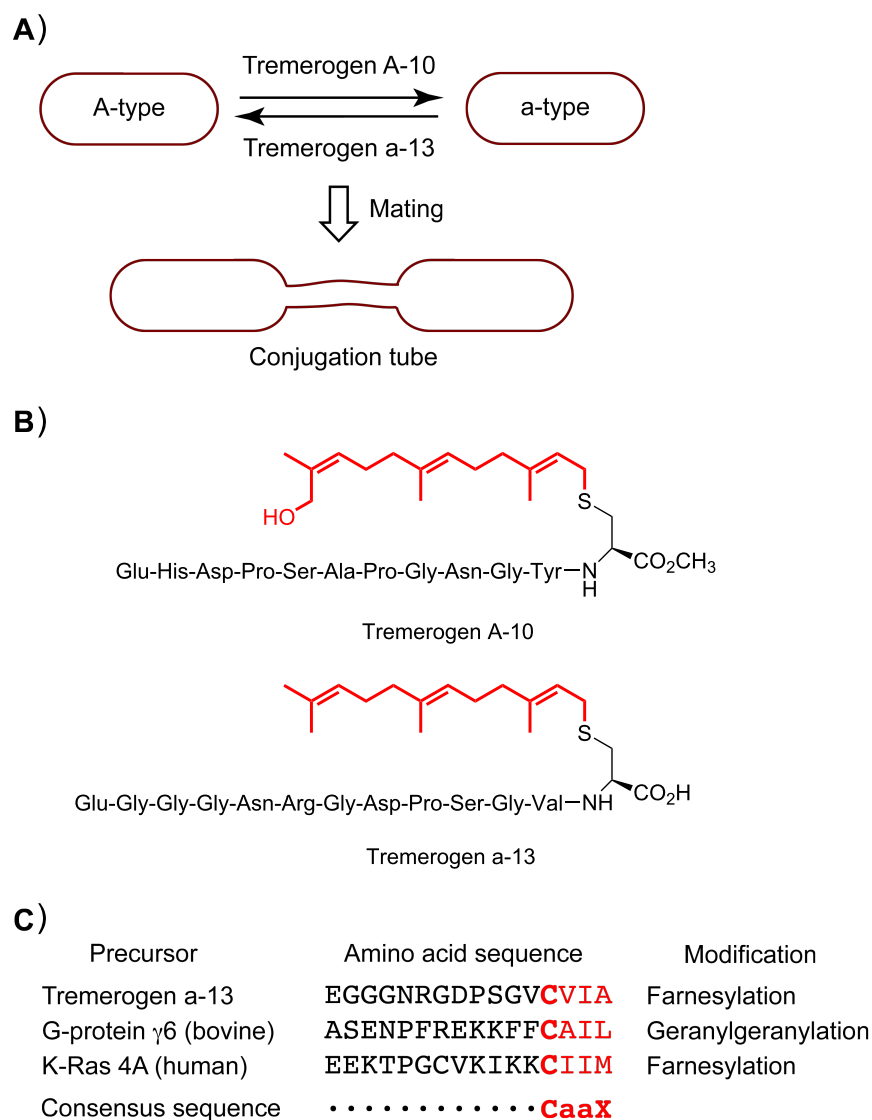 A)
Tremerogen A-10
A-type
a-type
Tremerogen a-13
Mating
Conjugation tube
B)
HO
S
Glu-His-Asp-Pro-Ser-Ala-Pro-Gly-Asn-Gly-Tyr–N
H
CO2CH3
Tremerogen A-10
S
Glu-Gly-Gly-Gly-Asn-Arg-Gly-Asp-Pro-Ser-Gly-Val–NH
CO2H
Tremerogen a-13
C)
Precursor Amino acid sequence Modification
Tremerogen a-13 EGGGNRGDPSGVCVIA Farnesylation
G-protein γ6 (bovine) ASENPFREKKFFCAIL Geranylgeranylation
K-Ras 4A (human) EEKTPGCVKIKKCIIM Farnesylation
Consensus sequence ............CaaX